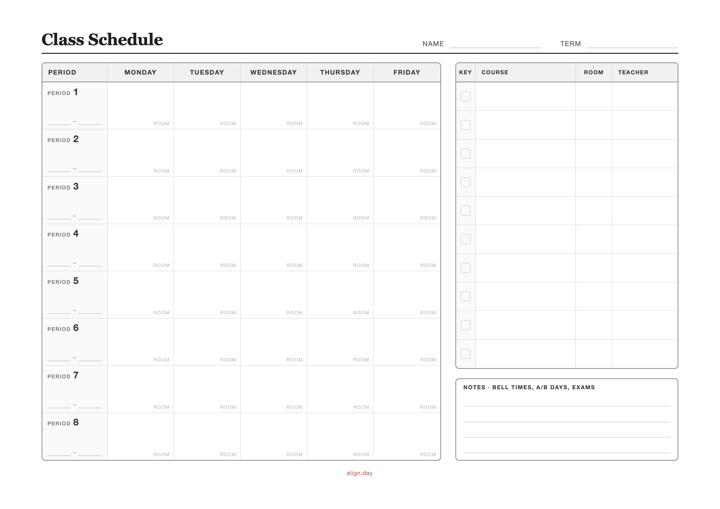 Class Schedule
NAME
TERM
PERIOD MONDAY TUESDAY WEDNESDAY THURSDAY FRIDAY
PERIOD 1
–
ROOM ROOM ROOM ROOM ROOM
PERIOD 2
–
ROOM ROOM ROOM ROOM ROOM
PERIOD 3
–
ROOM ROOM ROOM ROOM ROOM
PERIOD 4
–
ROOM ROOM ROOM ROOM ROOM
PERIOD 5
–
ROOM ROOM ROOM ROOM ROOM
PERIOD 6
–
ROOM ROOM ROOM ROOM ROOM
PERIOD 7
–
ROOM ROOM ROOM ROOM ROOM
PERIOD 8
–
ROOM ROOM ROOM ROOM ROOM
KEY COURSE ROOM TEACHER
NOTES · BELL TIMES, A/B DAYS, EXAMS
align.day